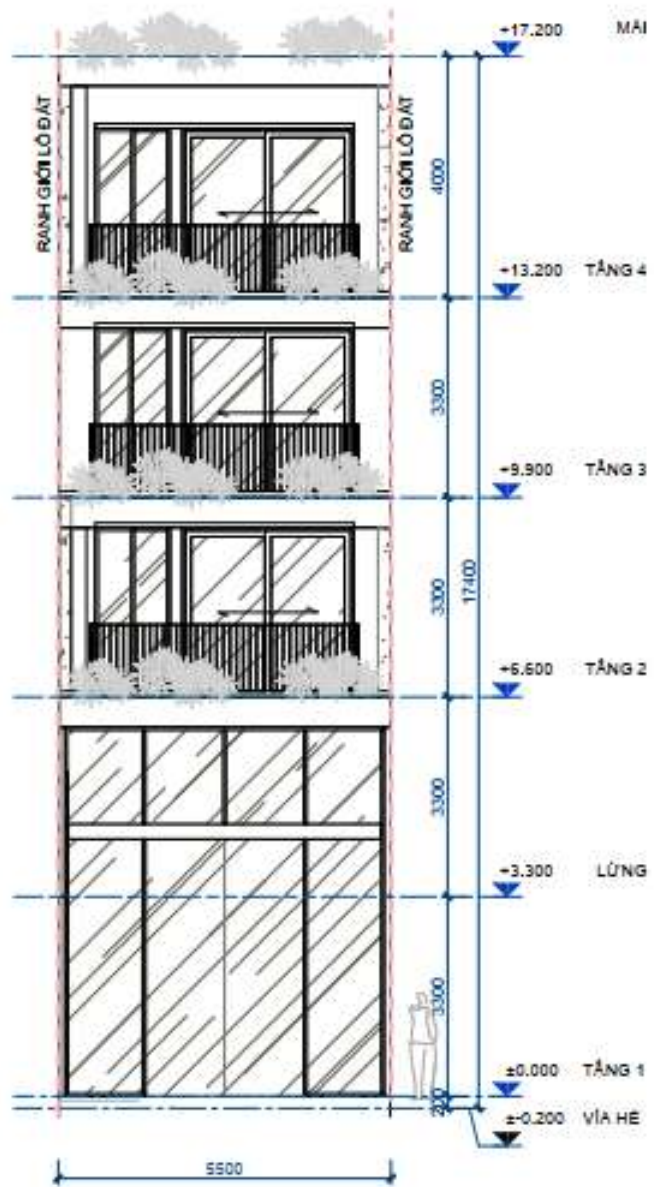 +17.200 MÁI
RANH GIỚI LÔ ĐẤT
RANH GIỚI LÔ ĐẤT
4000
+13.200 TẦNG 4
3300
+9.900 TẦNG 3
3300
17400
+6.600 TẦNG 2
3300
+3.300 LỬNG
3300
±0.000 TẦNG 1
200
±-0.200 VỈA HÈ
5500